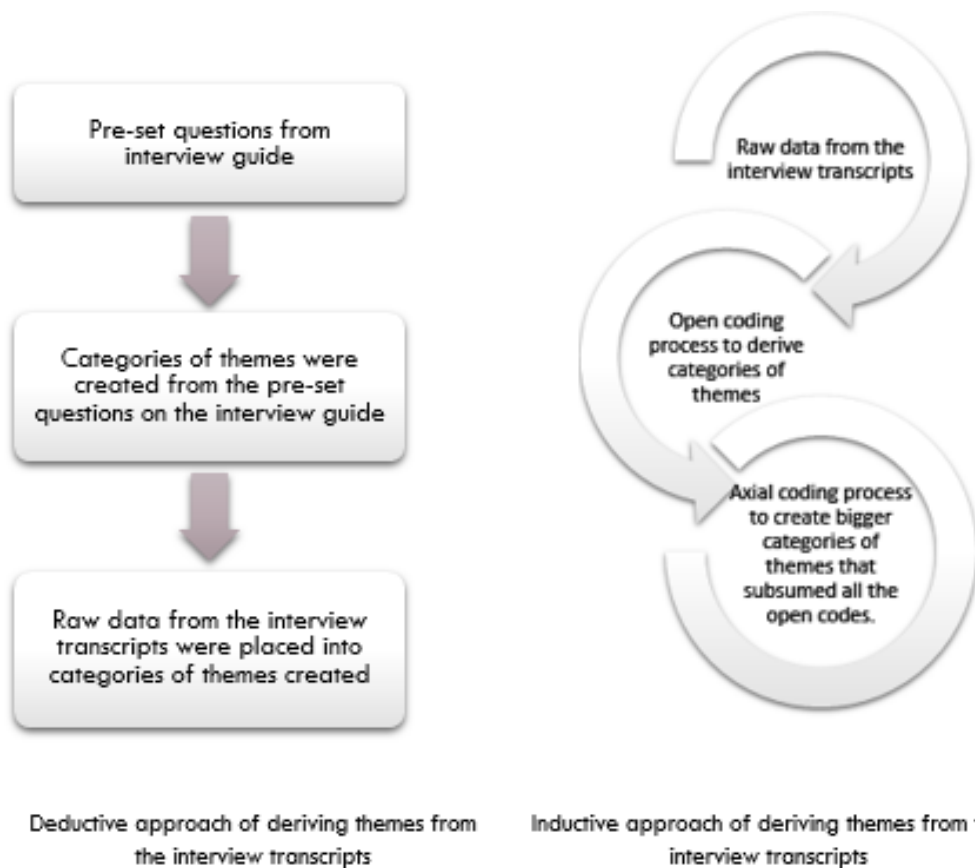 Pre-set questions from
interview guide
Categories of themes were
created from the pre-set
questions on the interview guide
Raw data from the interview
transcripts were placed into
categories of themes created
Deductive approach of deriving themes from
the interview transcripts
Raw data from the
interview transcripts
Open coding
process to derive
categories of
themes
Axial coding process
to create bigger
categories of
themes that
subsumed all the
open codes.
Inductive approach of deriving themes from
interview transcripts